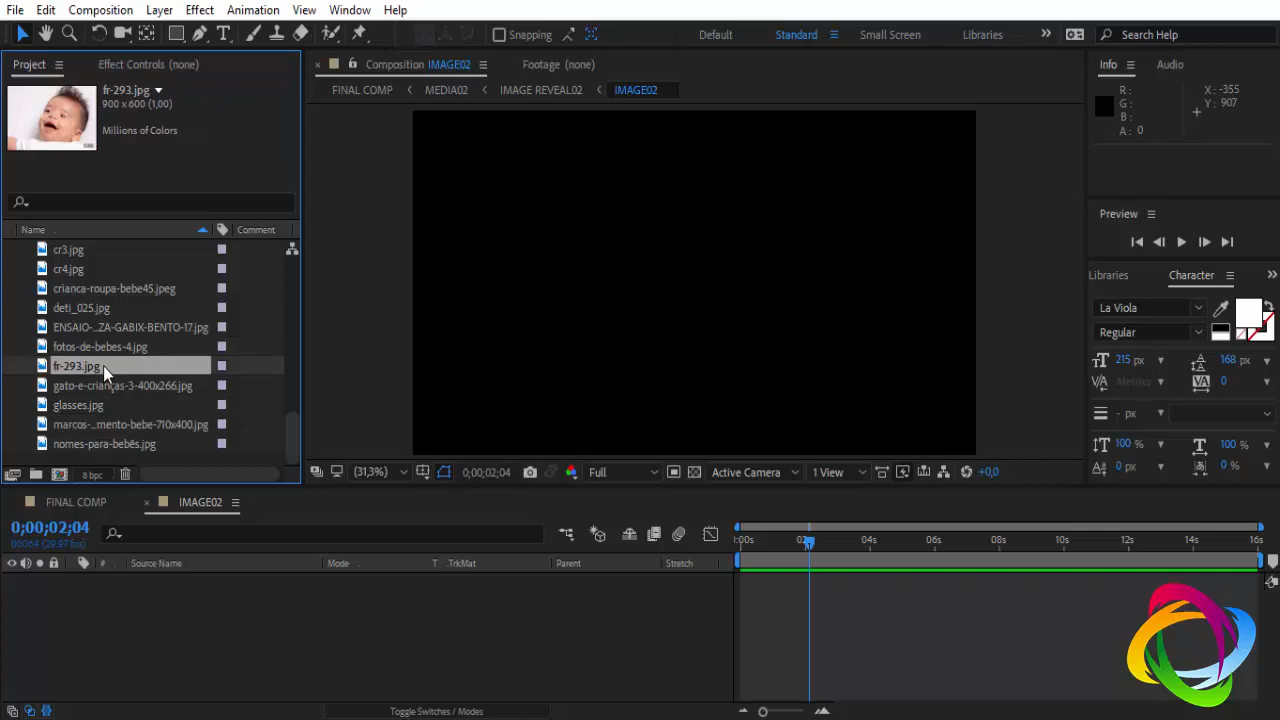 File Edit Composition Layer Effect Animation View Window Help
Snapping Default Standard Small Screen Libraries Search Help
Project Effect Controls (none)
fr-293.jpg
900 x 600 (1,00)
Millions of Colors
Name Comment
cr3.jpg
cr4.jpg
crianca-roupa-bebe45.jpeg
deti_025.jpg
ENSAIO-...ZA-GABIX-BENTO-17.jpg
fotos-de-bebes-4.jpg
fr-293.jpg
gato-e-crianças-3-400x266.jpg
glasses.jpg
marcos-...mento-bebe-710x400.jpg
nomes-para-bebês.jpg
8 bpc
Composition IMAGE02 Footage (none)
FINAL COMP MEDIA02 IMAGE REVEAL02 IMAGE02
(31,3%) 0;00;02;04 Full Active Camera 1 View +0,0
Info Audio
R: X: -355
G: Y: 907
B:
A: 0
Preview
Libraries Character
La Viola
Regular
215 px 168 px
Metrics 0
- px
100 % 100 %
0 px 0 %
FINAL COMP IMAGE02
0;00;02;04
00064 (29.97 fps)
# Source Name Mode T .TrkMat Parent Stretch
04s 06s 08s 10s 12s 14s 16s
Toggle Switches / Modes